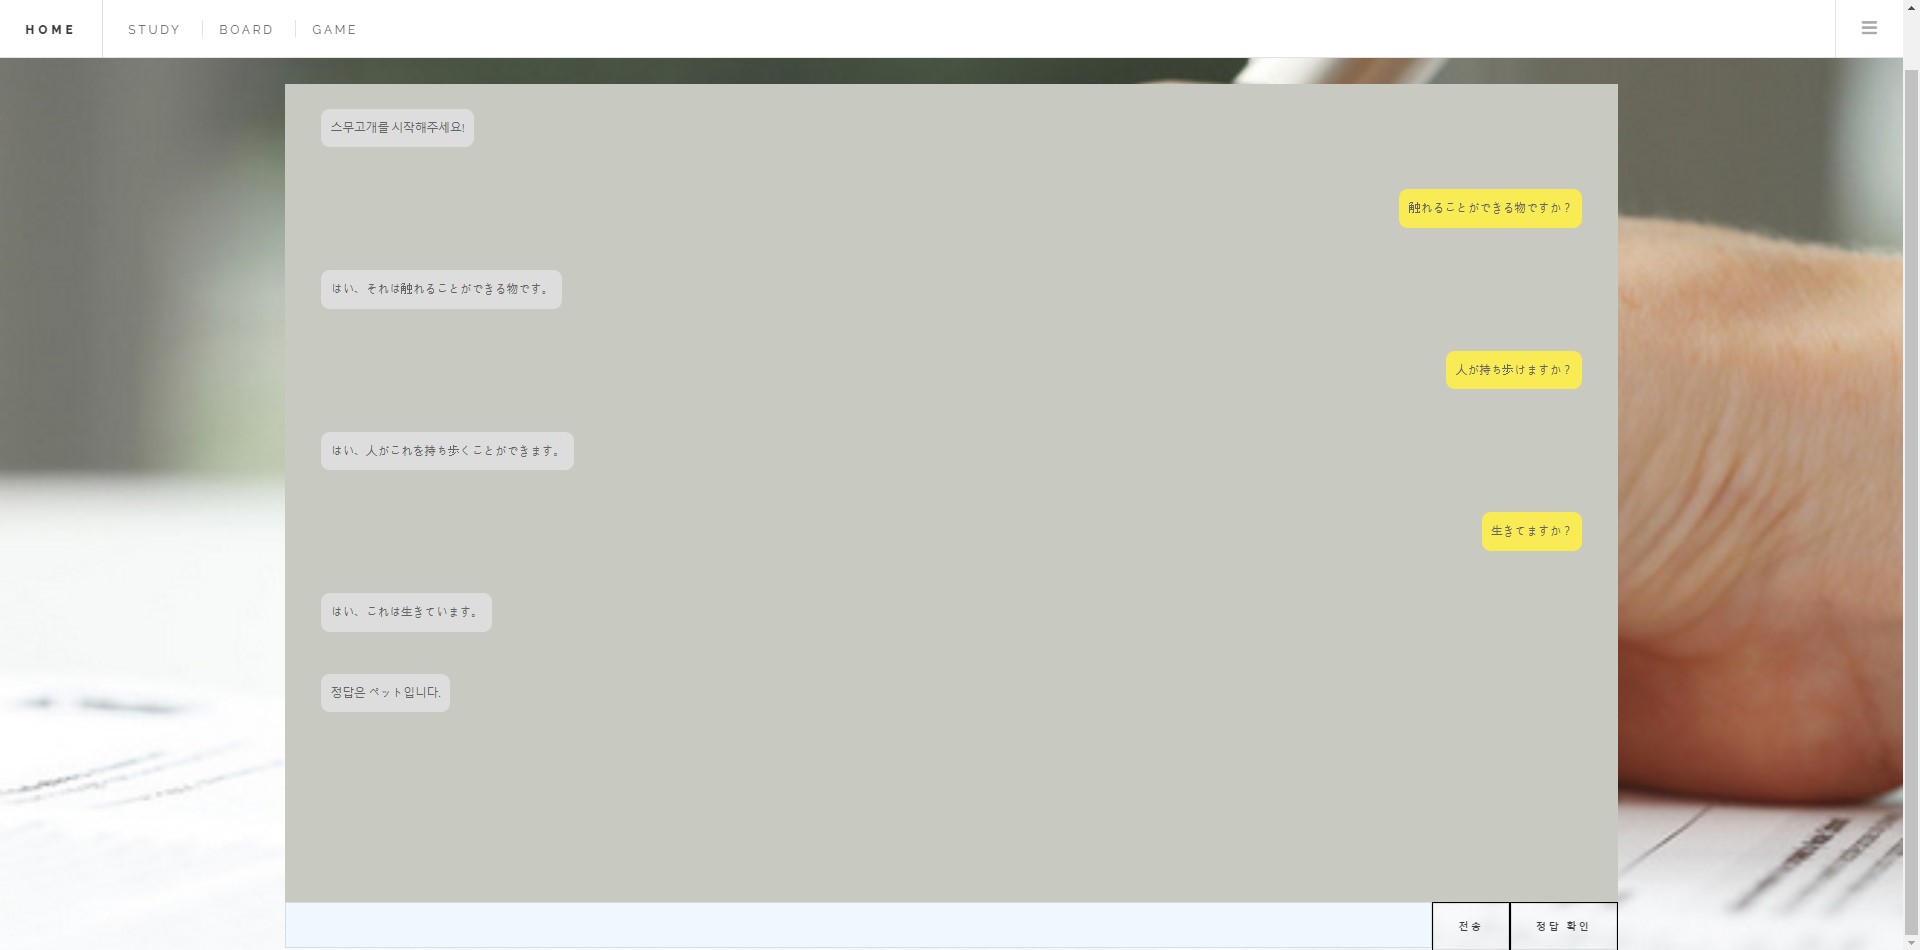 HOME STUDY BOARD GAME
스무고개를 시작해주세요!
触れることができる物ですか？
はい、それは触れることができる物です。
人が持ち歩けますか？
はい、人がこれを持ち歩くことができます。
生きてますか？
はい、これは生きています。
정답은 ペット입니다.
전송 정답 확인